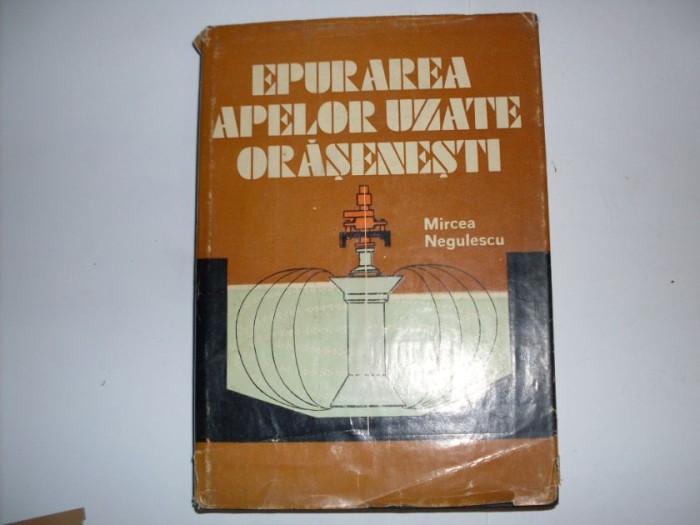 EPURAREA
APELOR UZATE
ORĂȘENEȘTI
Mircea
Negulescu